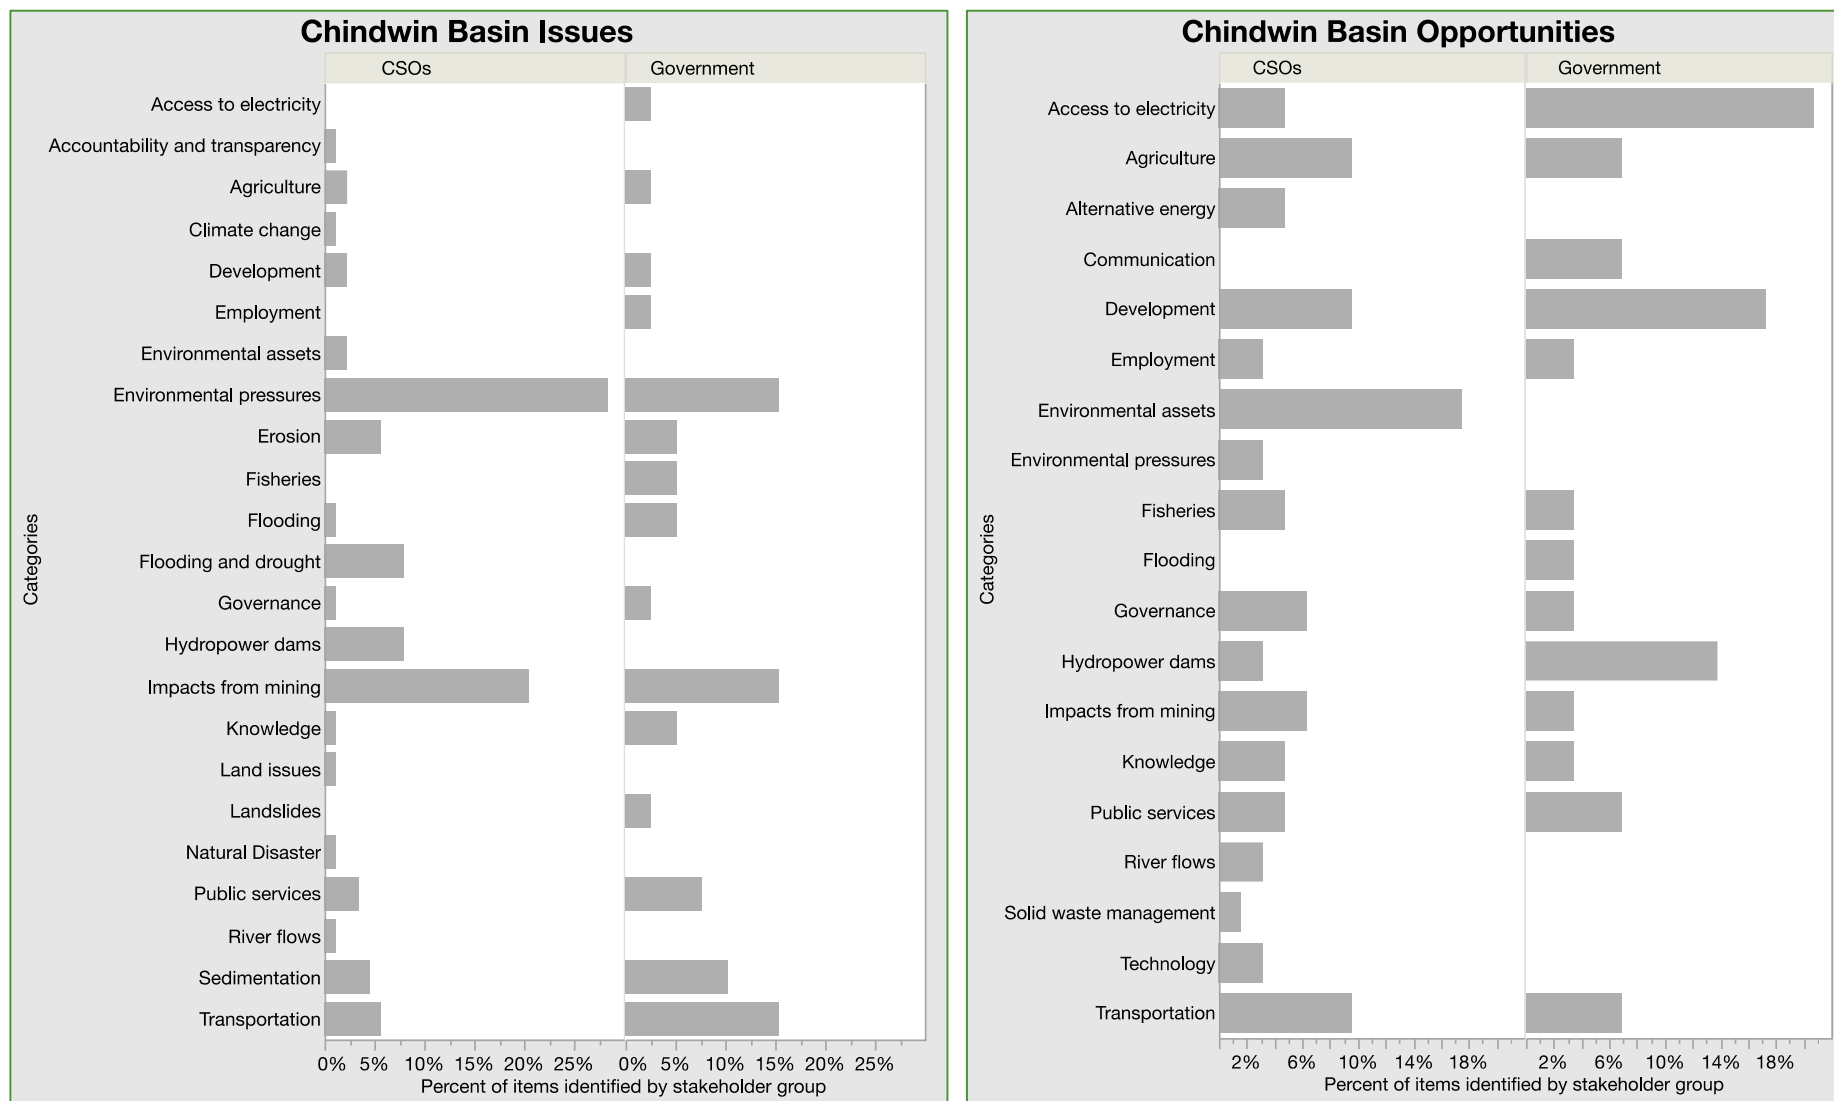 Chindwin Basin Issues
CSOs
Government
Categories
Access to electricity
Accountability and transparency
Agriculture
Climate change
Development
Employment
Environmental assets
Environmental pressures
Erosion
Fisheries
Flooding
Flooding and drought
Governance
Hydropower dams
Impacts from mining
Knowledge
Land issues
Landslides
Natural Disaster
Public services
River flows
Sedimentation
Transportation
0% 5% 10% 15% 20% 25% 0% 5% 10% 15% 20% 25%
Percent of items identified by stakeholder group
Chindwin Basin Opportunities
CSOs
Government
Categories
Access to electricity
Agriculture
Alternative energy
Communication
Development
Employment
Environmental assets
Environmental pressures
Fisheries
Flooding
Governance
Hydropower dams
Impacts from mining
Knowledge
Public services
River flows
Solid waste management
Technology
Transportation
2% 6% 10% 14% 18% 2% 6% 10% 14% 18%
Percent of items identified by stakeholder group